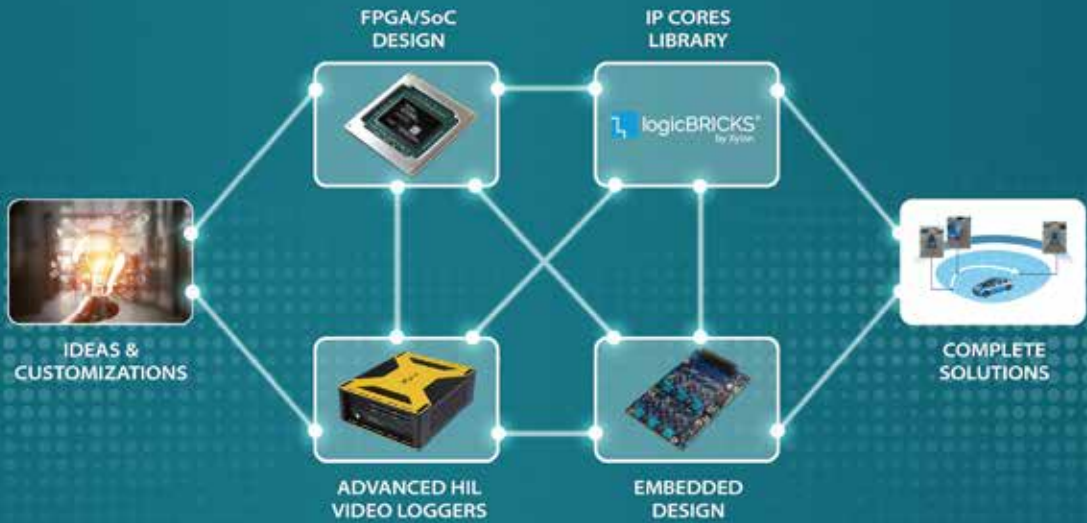 FPGA/SoC
DESIGN
IP CORES
LIBRARY
logicBRICKS®
by Xylon
IDEAS &
CUSTOMIZATIONS
COMPLETE
SOLUTIONS
ADVANCED HIL
VIDEO LOGGERS
EMBEDDED
DESIGN